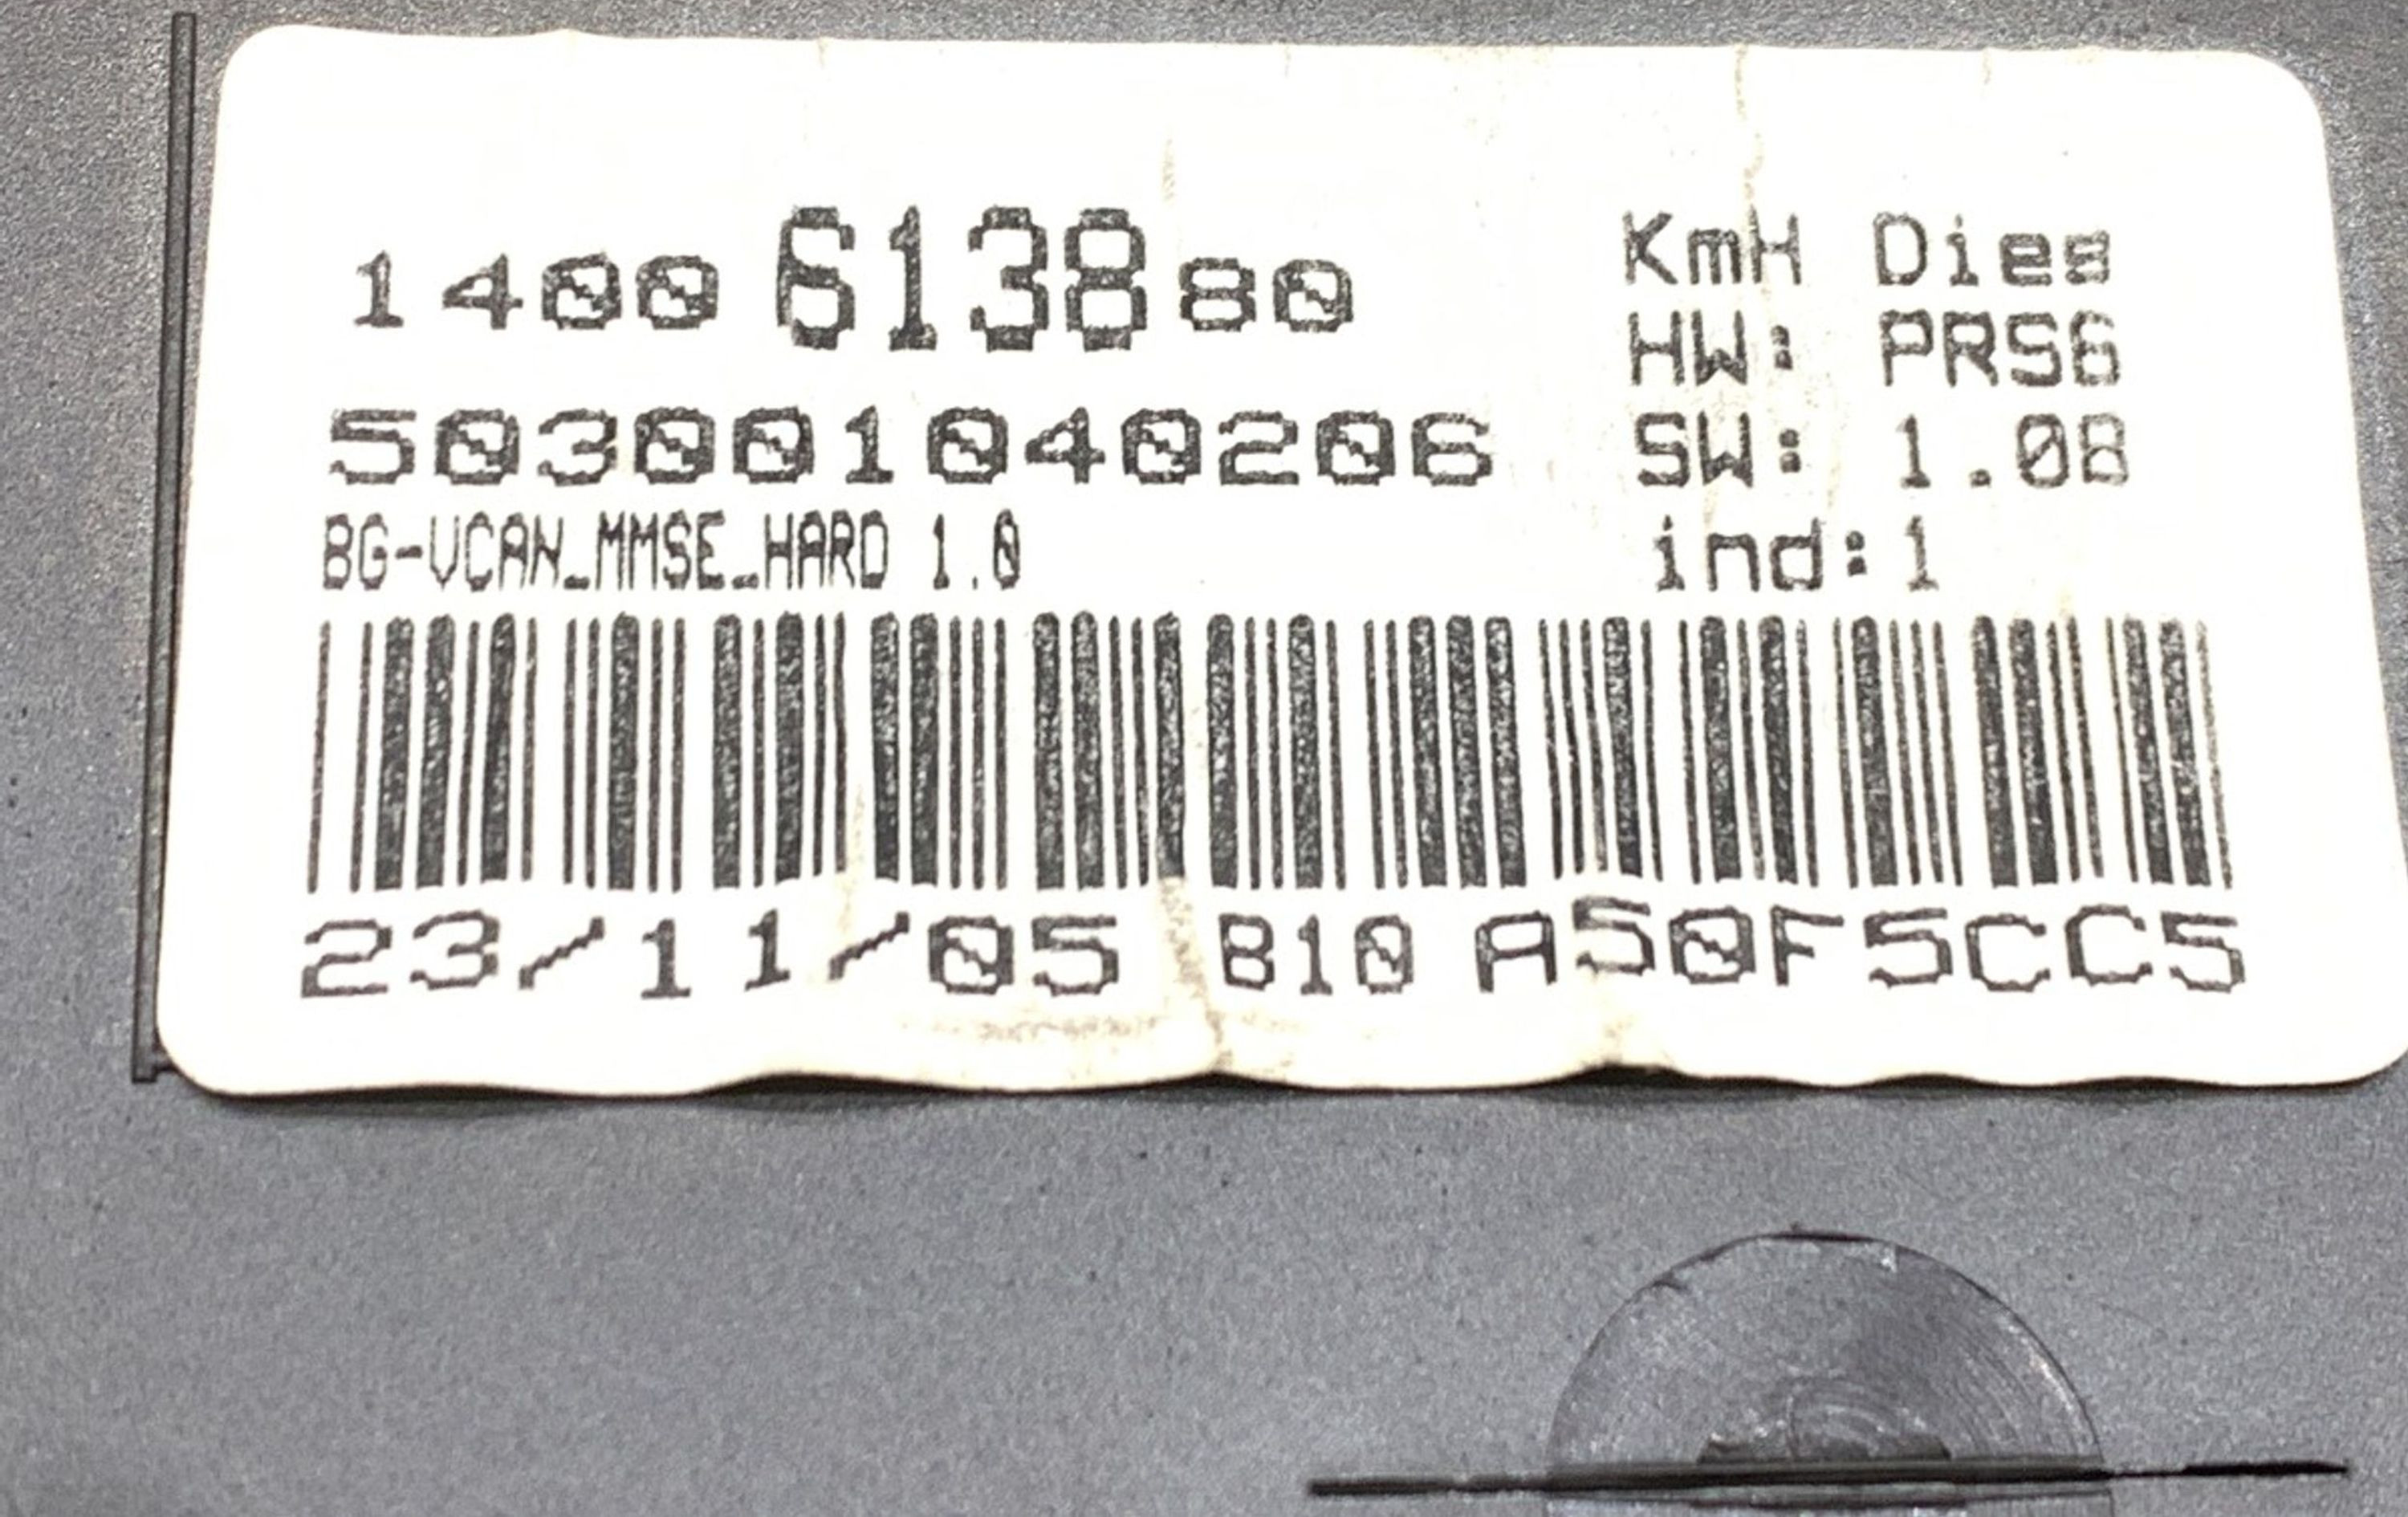 1400 6138 80
503001040206
BG-VCAN_MMSE_HARD 1.0
KmH Dies
HW: PRS6
SW: 1.08
ind:1
23/11/05 B10 A50F5CC5